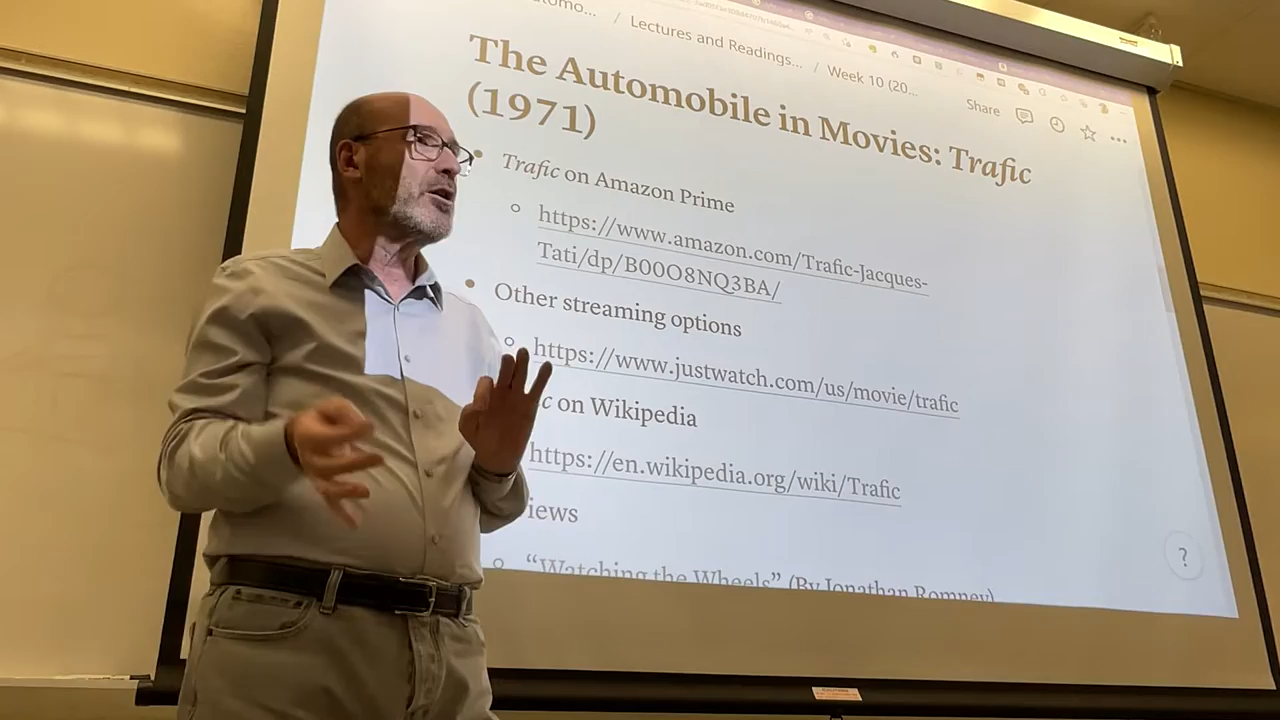 Lectures and Readings... / Week 10 (20...
Share
The Automobile in Movies: Trafic
(1971)
Trafic on Amazon Prime
https://www.amazon.com/Trafic-Jacques-
Tati/dp/B00O8NQ3BA/
Other streaming options
https://www.justwatch.com/us/movie/trafic
c on Wikipedia
https://en.wikipedia.org/wiki/Trafic
iews
“Watching the Wheels” (By Jonathan Romney)
?